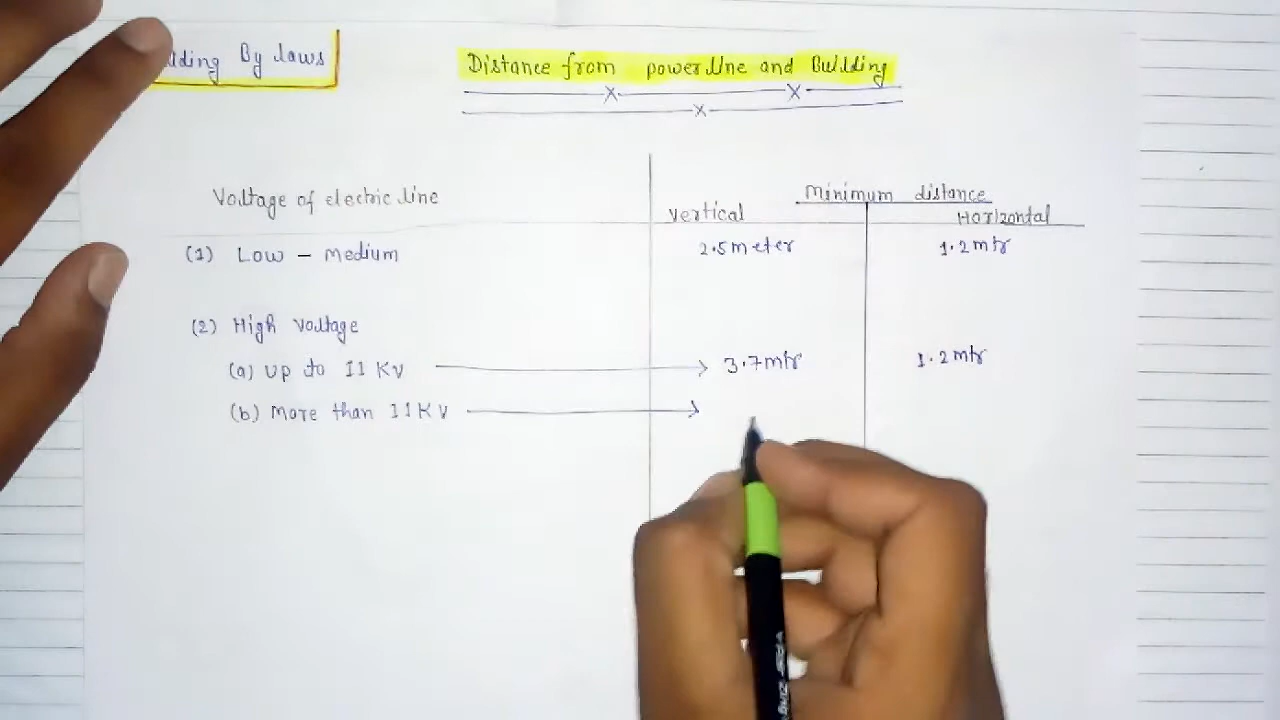 By laws
Distance from power line and Building
Voltage of electric line
Minimum distance
Vertical
Horizontal
(1) Low - Medium
2.5 meter
1.2 mtr
(2) High Voltage
(a) Up to 11 KV
3.7 mtr
1.2 mtr
(b) More than 11 KV